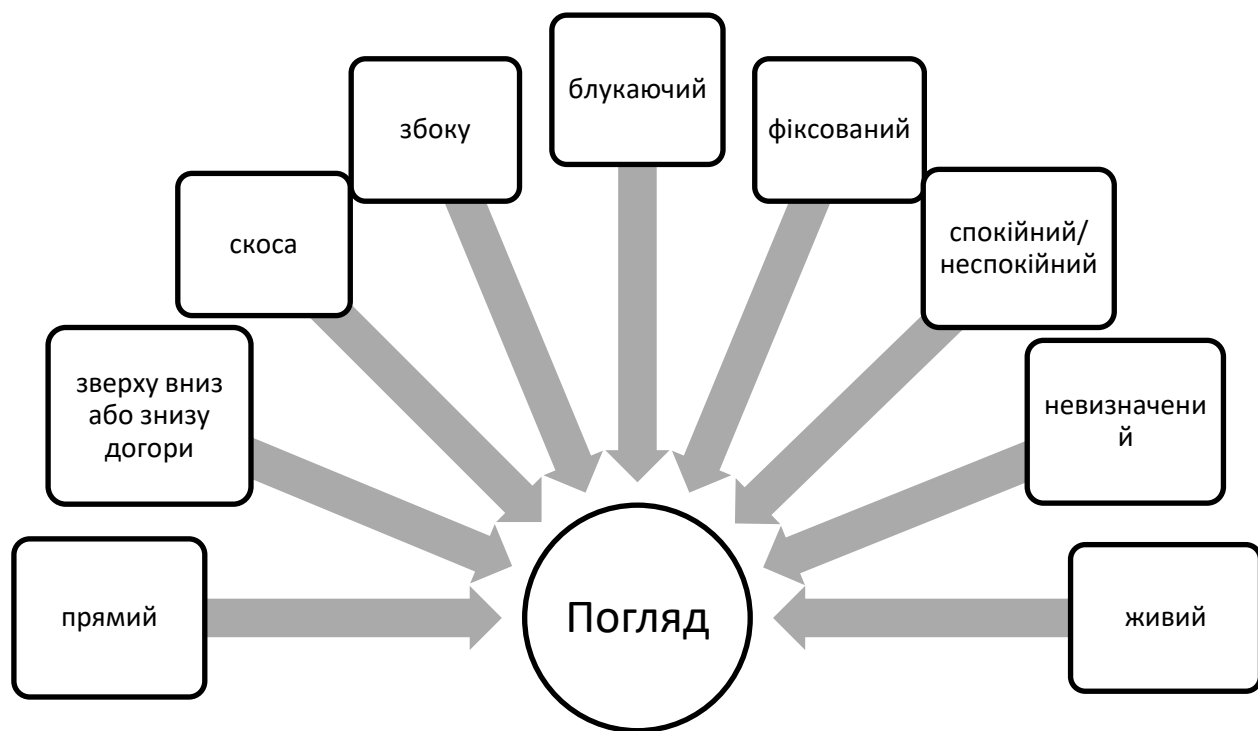 блукаючий
збоку
фіксований
скоса
спокійний/
неспокійний
зверху вниз
або знизу
догори
невизначени
й
прямий
Погляд
живий